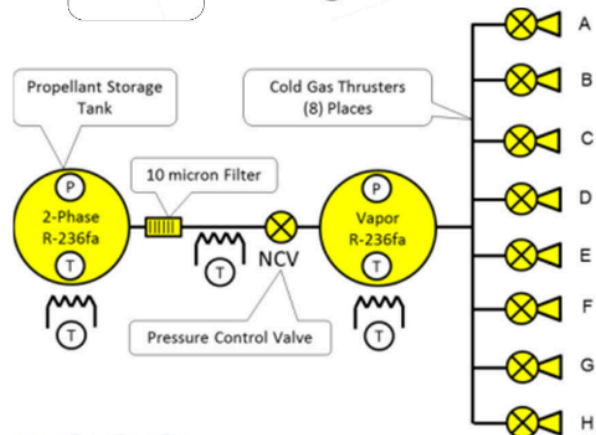 Propellant Storage
Tank
Cold Gas Thrusters
(8) Places
10 micron Filter
P
2-Phase
R-236fa
T
T
T
NCV
Pressure Control Valve
P
Vapor
R-236fa
T
T
A
B
C
D
E
F
G
H